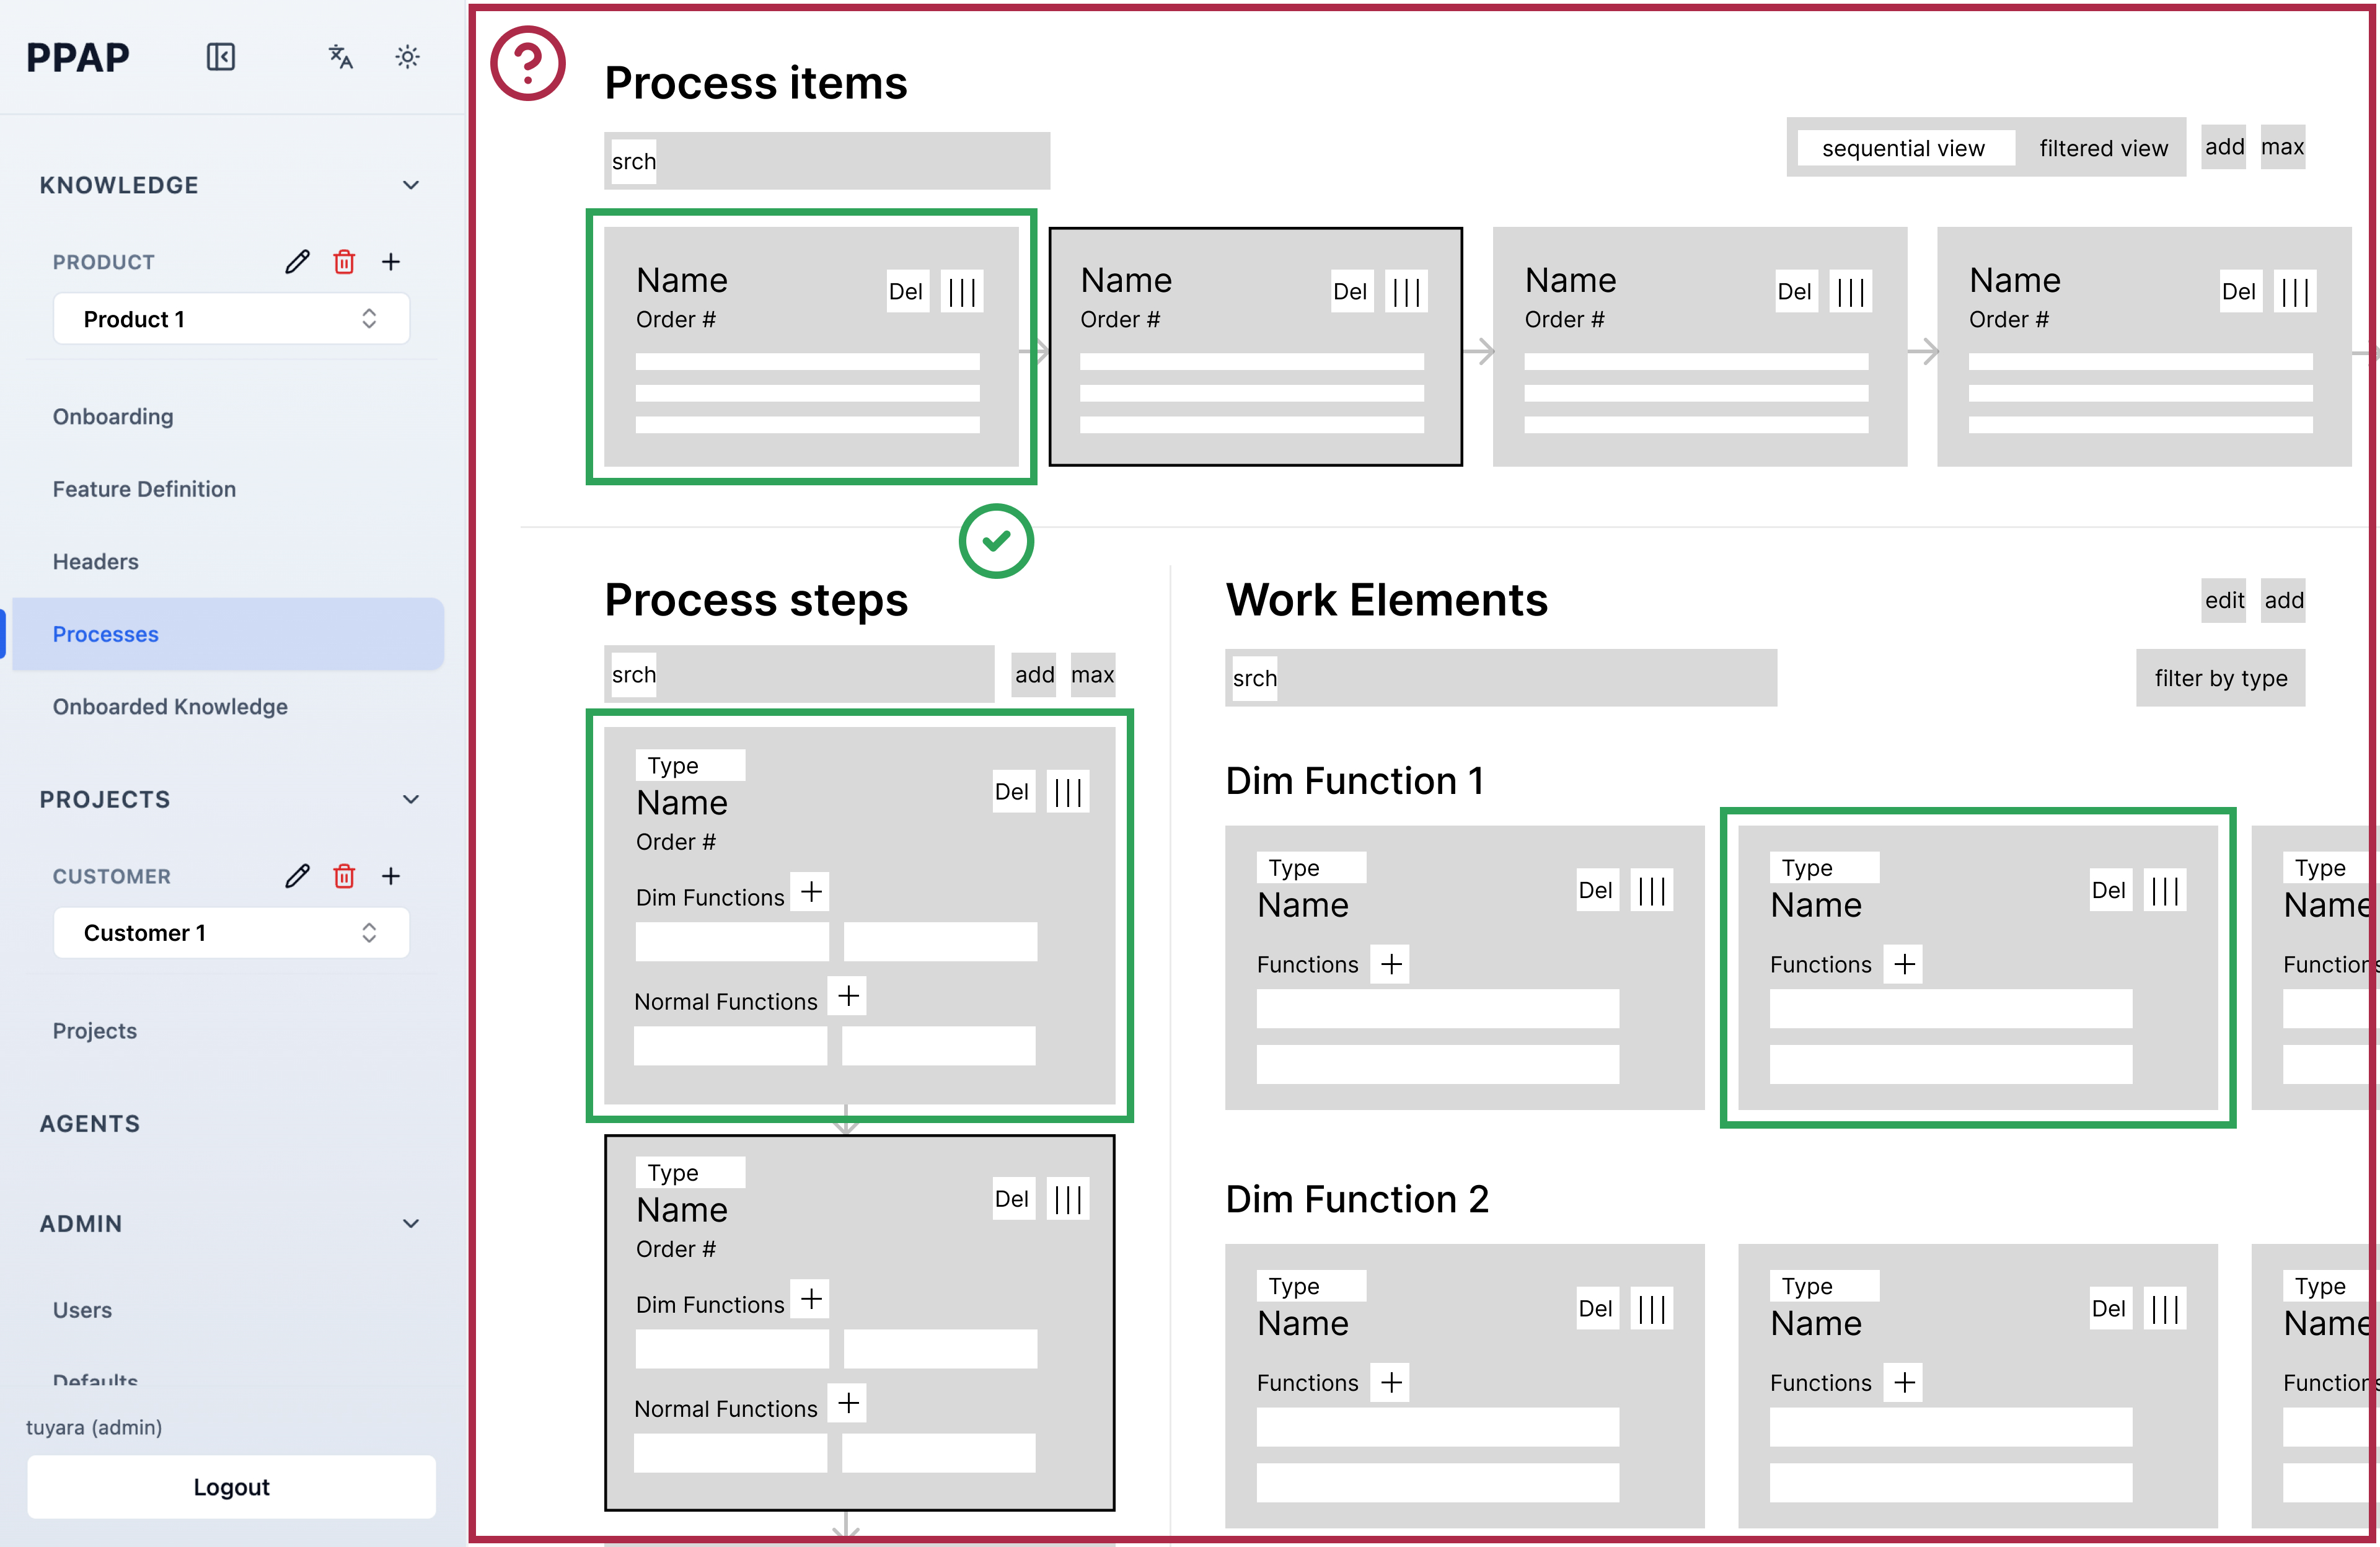 PPAP
KNOWLEDGE
PRODUCT
Product 1
Onboarding
Feature Definition
Headers
Processes
Onboarded Knowledge
PROJECTS
CUSTOMER
Customer 1
Projects
AGENTS
ADMIN
Users
Defaults
tuyara (admin)
Logout
?
Process items
srch
sequential view filtered view add max
Name Del
Order #
Name Del
Order #
Name Del
Order #
Name Del
Order #
Process steps
srch add max
Type
Name Del
Order #
Dim Functions +
Normal Functions +
Type
Name Del
Order #
Dim Functions +
Normal Functions +
Work Elements edit add
srch filter by type
Dim Function 1
Type
Name Del
Functions +
Type
Name Del
Functions +
Type
Name
Function
Dim Function 2
Type
Name Del
Functions +
Type
Name Del
Functions +
Type
Name
Function